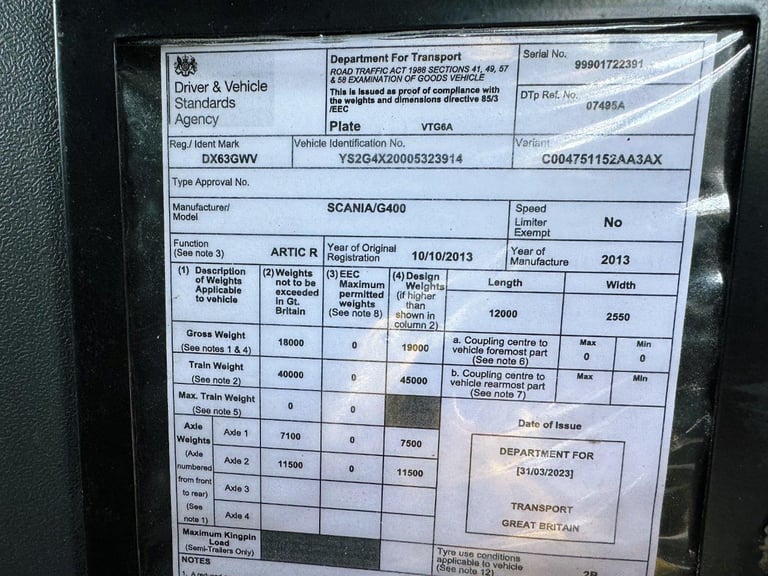 Driver & Vehicle
Standards
Agency
Department For Transport
ROAD TRAFFIC ACT 1988 SECTIONS 41, 49, 57
& 58 EXAMINATION OF GOODS VEHICLE
This is issued as proof of compliance with
the weights and dimensions directive 85/3
/EEC
Plate VTG6A
Serial No.
99901722391
DTp Ref. No.
07495A
Reg./ Ident Mark
DX63GWV
Vehicle Identification No.
YS2G4X20005323914
Variant
C004751152AA3AX
Type Approval No.
Manufacturer/
Model
SCANIA/G400
Speed
Limiter
Exempt
No
Function
(See note 3)
ARTIC R
Year of Original
Registration
10/10/2013
Year of
Manufacture
2013
(1) Description
of Weights
Applicable
to vehicle
(2) Weights
not to be
exceeded
in Gt.
Britain
(3) EEC
Maximum
permitted
weights
(See note 8)
(4) Design
Weights
(if higher
than
shown in
column 2)
Length
12000
Width
2550
Gross Weight
(See notes 1 & 4)
18000
0
19000
a. Coupling centre to
vehicle foremost part
(See note 6)
Max
0
Min
0
Train Weight
(See note 2)
40000
0
45000
b. Coupling centre to
vehicle rearmost part
(See note 7)
Max
Min
Max. Train Weight
(See note 5)
0
0
Axle
Weights
(Axle
numbered
from front
to rear)
(See
note 1)
Axle 1
7100
0
7500
Axle 2
11500
0
11500
Axle 3
Axle 4
Date of Issue
DEPARTMENT FOR
[31/03/2023]
TRANSPORT
GREAT BRITAIN
Maximum Kingpin
Load
(Semi-Trailers Only)
Tyre use conditions
applicable to vehicle
(See note 12)
2R
NOTES